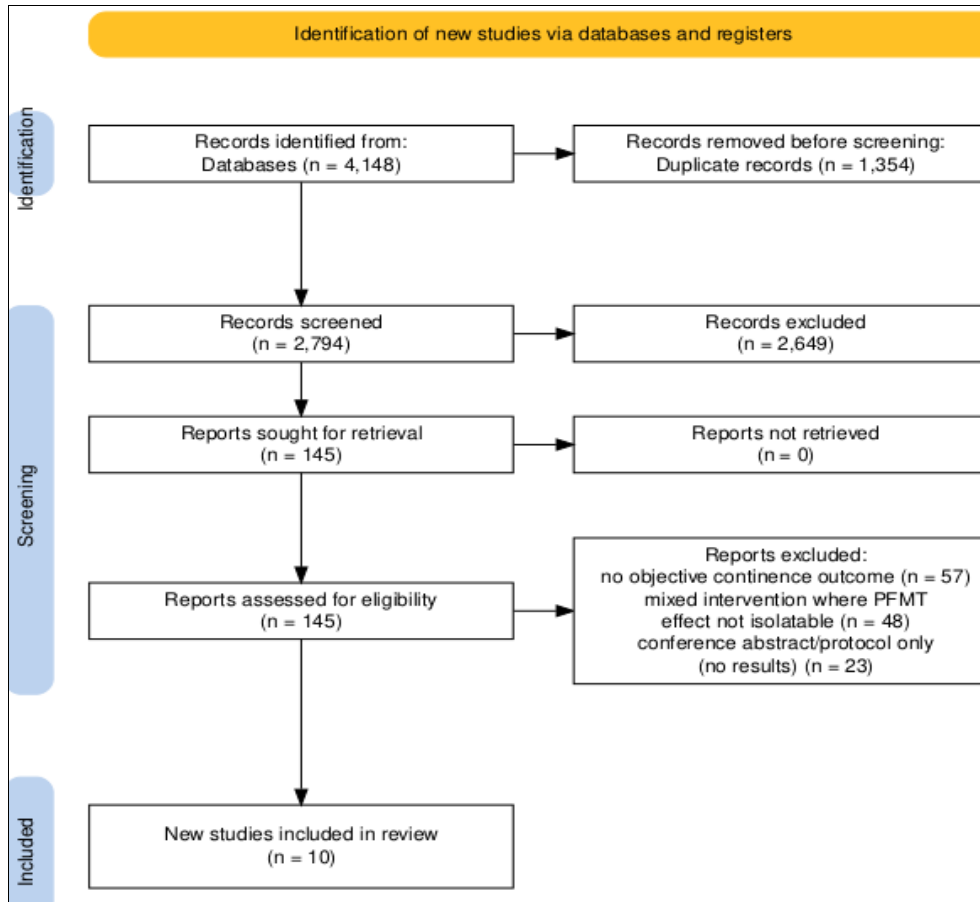 Identification of new studies via databases and registers
Identification
Records identified from:
Databases (n = 4,148)
Records removed before screening:
Duplicate records (n = 1,354)
Screening
Records screened
(n = 2,794)
Records excluded
(n = 2,649)
Reports sought for retrieval
(n = 145)
Reports not retrieved
(n = 0)
Reports assessed for eligibility
(n = 145)
Reports excluded:
no objective continence outcome (n = 57)
mixed intervention where PFMT
effect not isolatable (n = 48)
conference abstract/protocol only
(no results) (n = 23)
Included
New studies included in review
(n = 10)